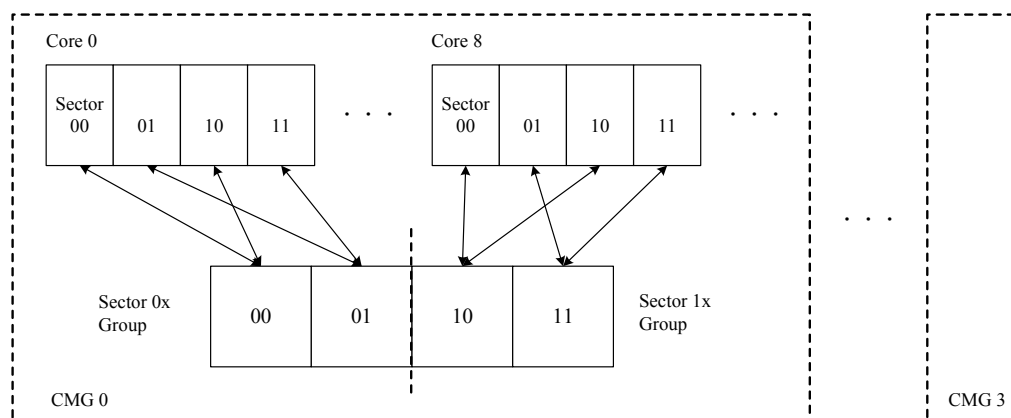 Core 0
Core 8
Sector
00
01
10
11
. . .
Sector
00
01
10
11
. . .
. . .
Sector 0x
Group
00
01
10
11
Sector 1x
Group
CMG 0
CMG 3